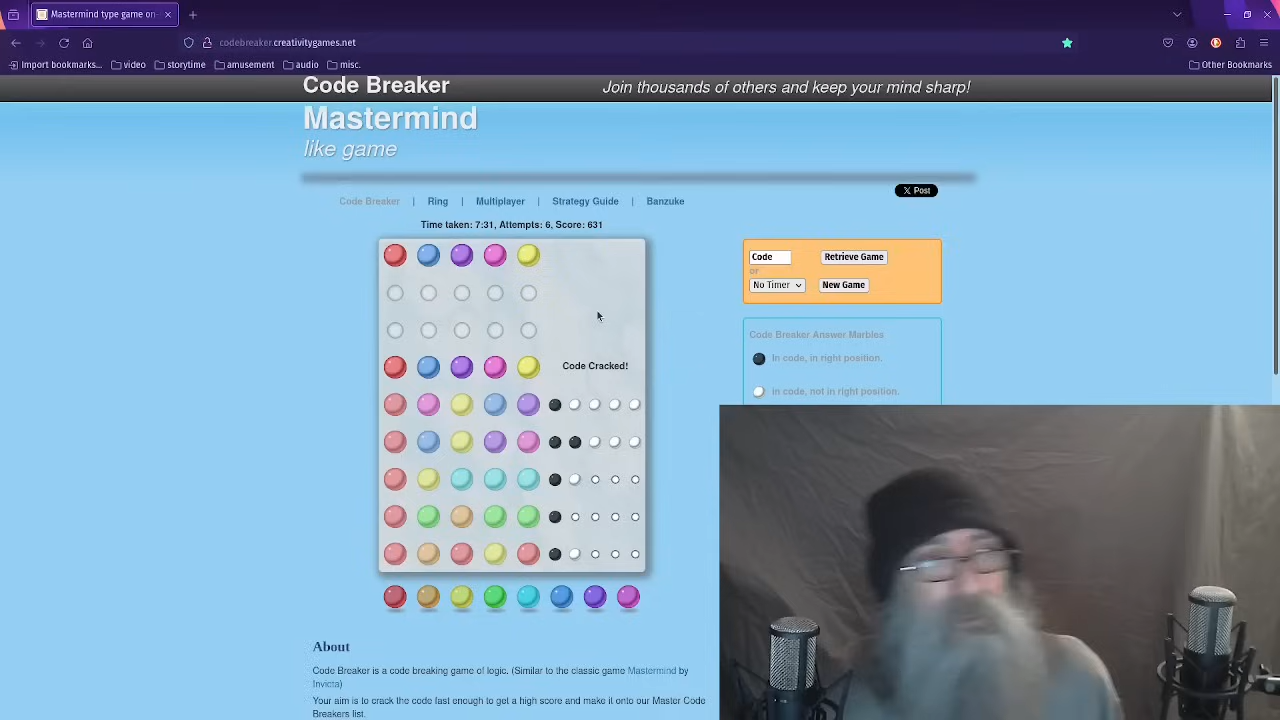 Mastermind type game on
Import bookmarks...
video
storytime
amusement
audio
misc.
Other Bookmarks
codebreaker.creativitygames.net
Code Breaker
Join thousands of others and keep your mind sharp!
Mastermind
like game
X Post
Code Breaker | Ring | Multiplayer | Strategy Guide | Banzuke
Time taken: 7:31, Attempts: 6, Score: 631
Code
Retrieve Game
or
No Timer
New Game
Code Breaker Answer Marbles
In code, in right position.
In code, not in right position.
Code Cracked!
About
Code Breaker is a code breaking game of logic. (Similar to the classic game Mastermind by
Invicta)
Your aim is to crack the code fast enough to get a high score and make it onto our Master Code
Breakers list.